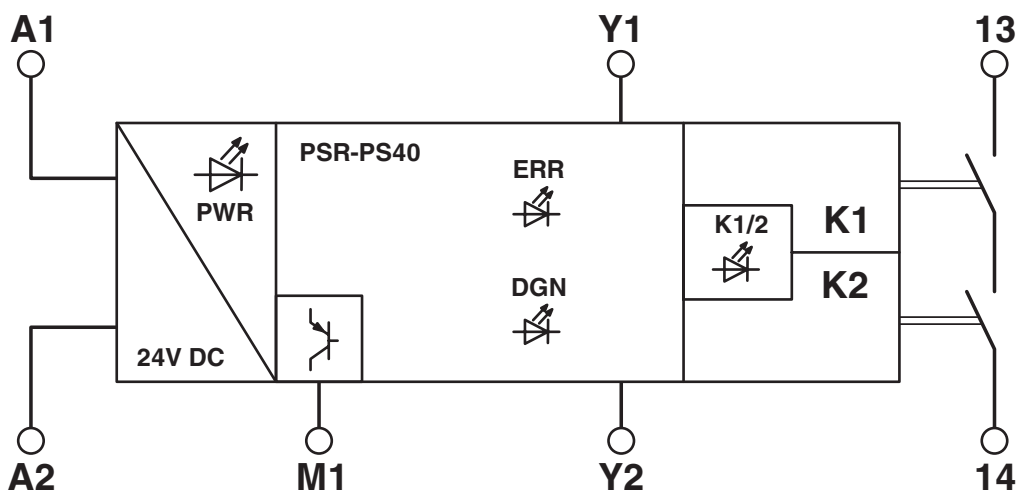 A1
Y1
13
PSR-PS40
ERR
PWR
K1/2
K1
DGN
K2
24V DC
A2
M1
Y2
14